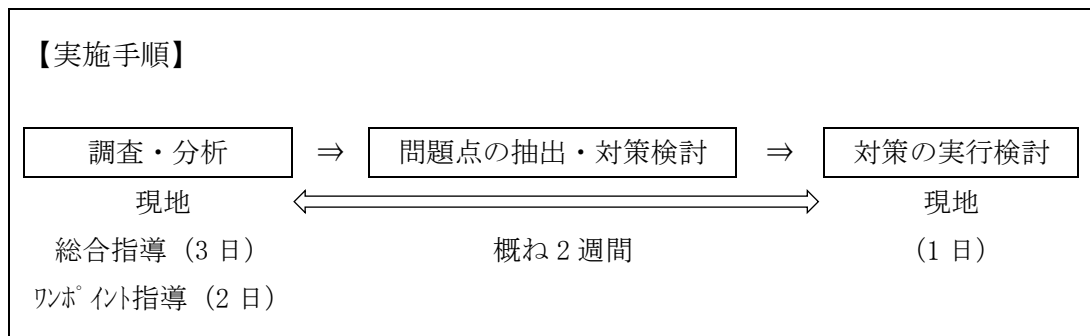 【実施手順】
調査・分析 ⇒ 問題点の抽出・対策検討 ⇒ 対策の実行検討
現地 現地
総合指導（3 日） 概ね 2 週間 （1 日）
ﾜﾝﾎﾟｲﾝﾄ指導（2 日）